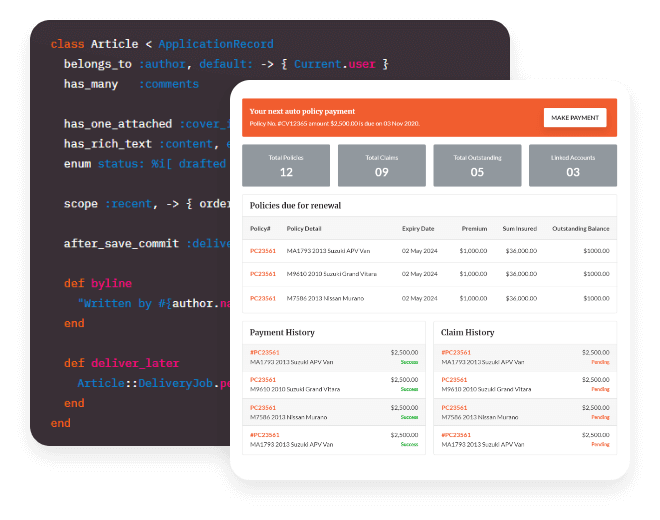 class Article < ApplicationRecord
belongs_to :author, default: -> { Current.user }
has_many :comments
has_one_attached :cover_i
has_rich_text :content,
enum status: %i[ drafted
scope :recent, -> { order
after_save_commit :delive
def byline
"Written by #{author.na
end
def deliver_later
Article::DeliveryJob.pe
end
end
Your next auto policy payment
Policy No. #CV12365 amount $2,500.00 is due on 03 Nov 2020.
MAKE PAYMENT
Total Policies Total Claims Total Outstanding Linked Accounts
12 09 05 03
Policies due for renewal
Policy# Policy Detail Expiry Date Premium Sum Insured Outstanding Balance
PC23561 MA1793 2013 Suzuki APV Van 02 May 2024 $1,000.00 $36,000.00 $1000.00
PC23561 M9610 2010 Suzuki Grand Vitara 02 May 2024 $1,000.00 $36,000.00 $1000.00
PC23561 M7586 2013 Nissan Murano 02 May 2024 $1,000.00 $36,000.00 $1000.00
Payment History
#PC23561 $2,500.00
MA1793 2013 Suzuki APV Van Success
PC23561 $2,500.00
M9610 2010 Suzuki Grand Vitara Success
PC23561 $2,500.00
M7586 2013 Nissan Murano Success
#PC23561 $2,500.00
MA1793 2013 Suzuki APV Van Success
Claim History
#PC23561 $2,500.00
MA1793 2013 Suzuki APV Van Pending
PC23561 $2,500.00
M9610 2010 Suzuki Grand Vitara Pending
PC23561 $2,500.00
M7586 2013 Nissan Murano Pending
#PC23561 $2,500.00
MA1793 2013 Suzuki APV Van Pending